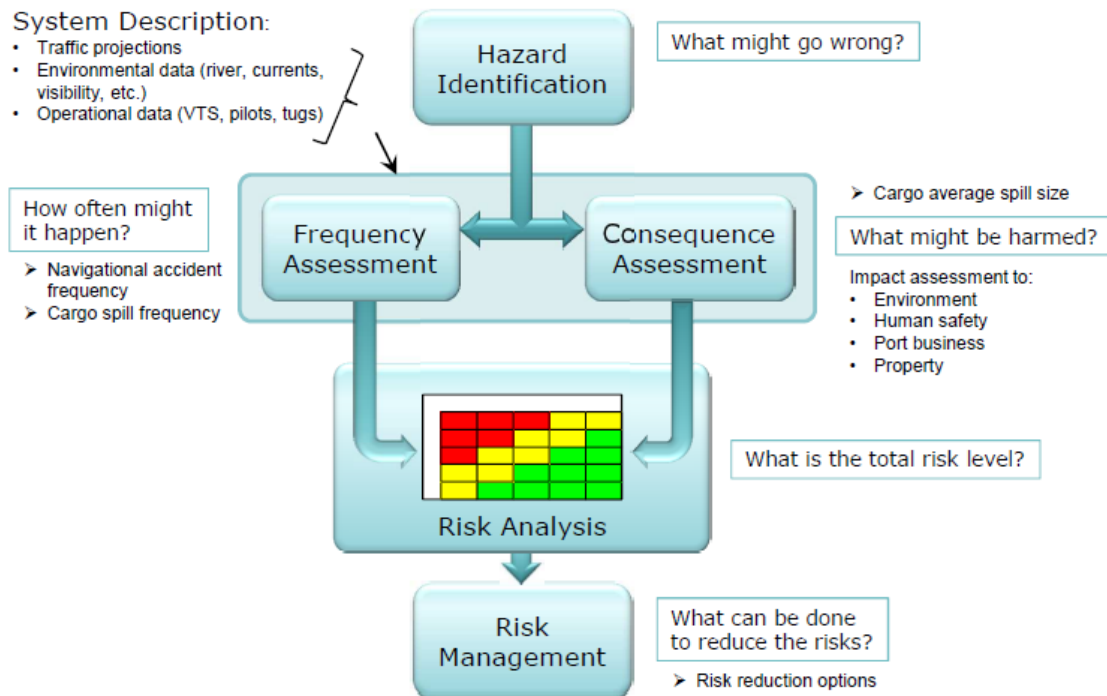 System Description:
• Traffic projections
• Environmental data (river, currents,
visibility, etc.)
• Operational data (VTS, pilots, tugs)
Hazard
Identification
What might go wrong?
How often might
it happen?
➢ Navigational accident
frequency
➢ Cargo spill frequency
Frequency
Assessment
Consequence
Assessment
➢ Cargo average spill size
What might be harmed?
Impact assessment to:
• Environment
• Human safety
• Port business
• Property
Risk Analysis
What is the total risk level?
Risk
Management
What can be done
to reduce the risks?
➢ Risk reduction options